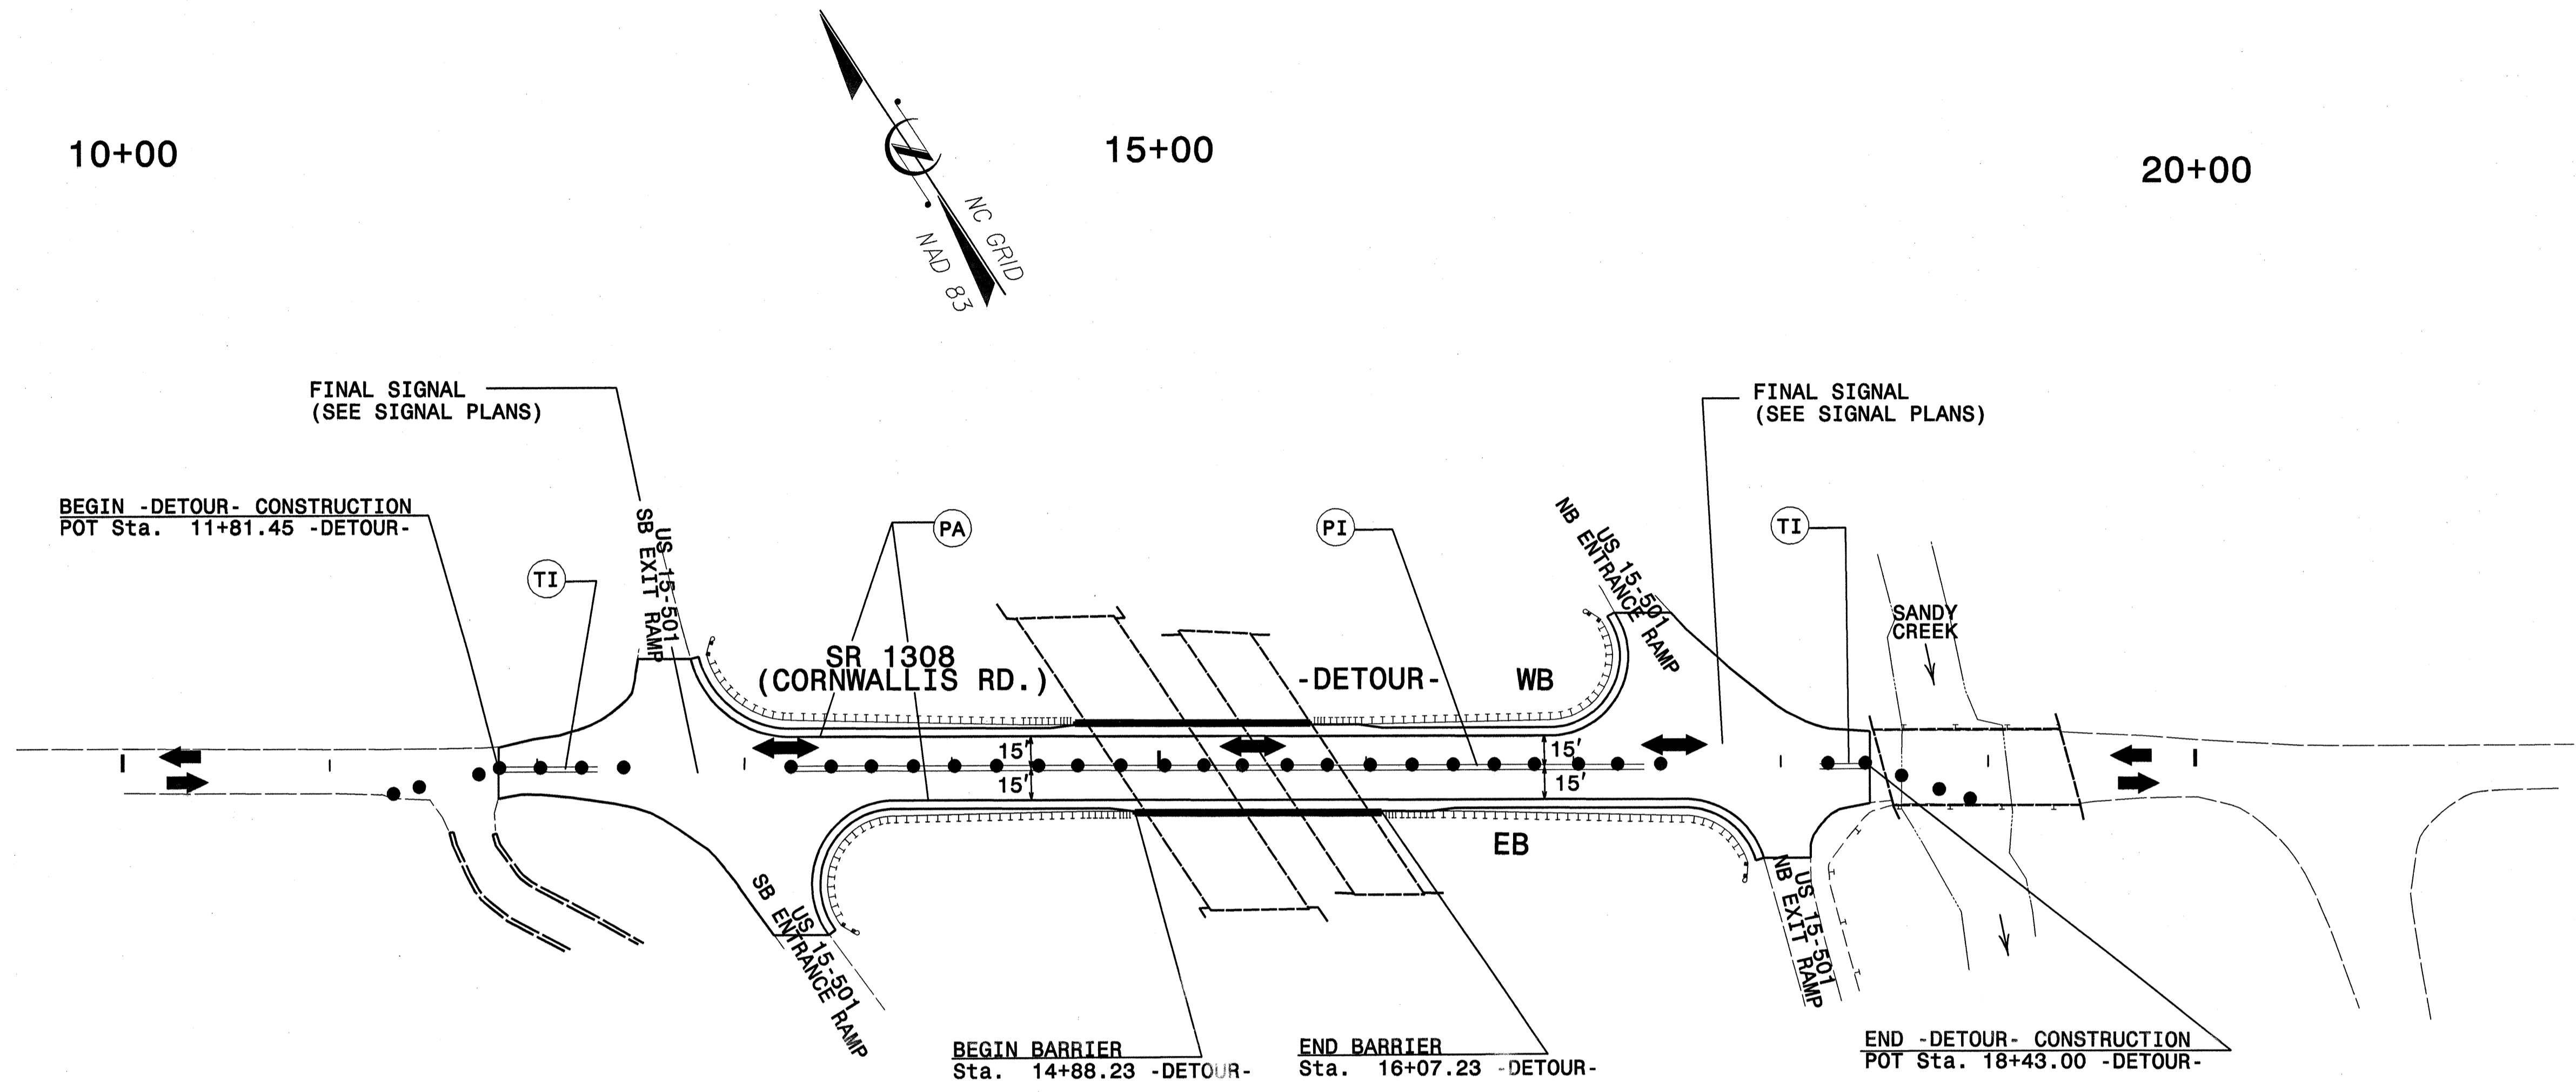 10+00
15+00
20+00
NC GRID
NAD 83
FINAL SIGNAL
(SEE SIGNAL PLANS)
FINAL SIGNAL
(SEE SIGNAL PLANS)
BEGIN -DETOUR- CONSTRUCTION
POT Sta. 11+81.45 -DETOUR-
TI
US 15-501
SB EXIT RAMP
PA
PI
US 15-501
NB ENTRANCE RAMP
TI
SANDY
CREEK
SR 1308
(CORNWALLIS RD.)
-DETOUR-
WB
15'
15'
15'
15'
EB
US 15-501
SB ENTRANCE RAMP
US 15-501
NB EXIT RAMP
BEGIN BARRIER
Sta. 14+88.23 -DETOUR-
END BARRIER
Sta. 16+07.23 -DETOUR-
END -DETOUR- CONSTRUCTION
POT Sta. 18+43.00 -DETOUR-